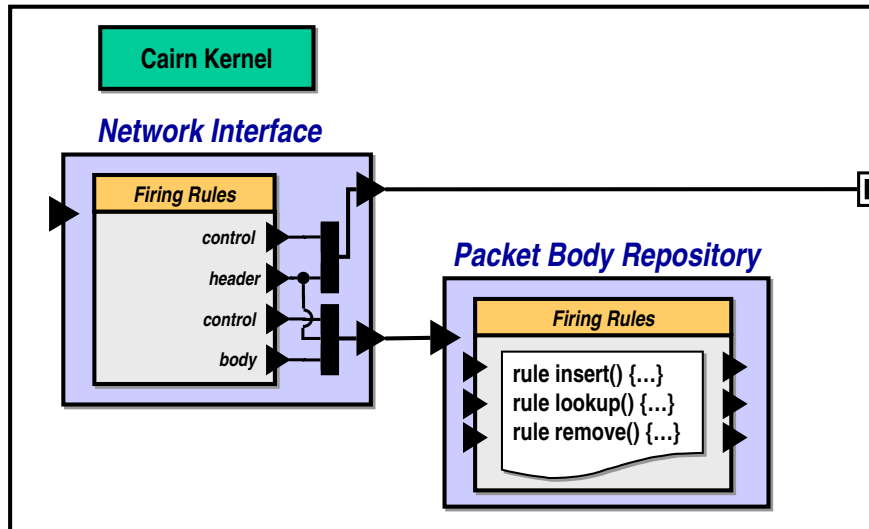 Cairn Kernel
Network Interface
Firing Rules
control
header
control
body
Packet Body Repository
Firing Rules
rule insert() {…}
rule lookup() {…}
rule remove() {…}